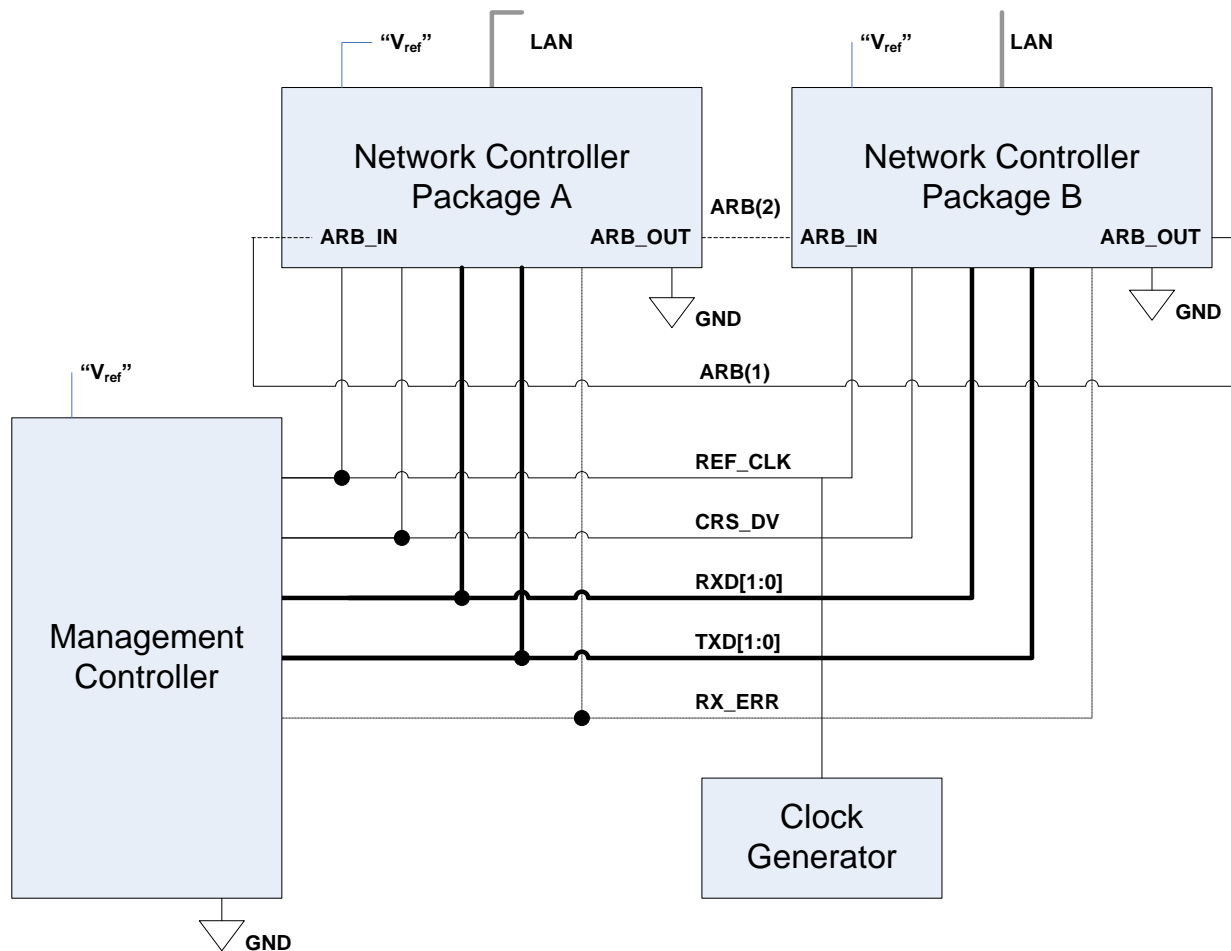 “Vref”
LAN
“Vref”
LAN
Network Controller
Package A
Network Controller
Package B
ARB(2)
ARB_IN
ARB_OUT
ARB_IN
ARB_OUT
GND
GND
ARB(1)
“Vref”
REF_CLK
CRS_DV
RXD[1:0]
TXD[1:0]
RX_ERR
Management
Controller
Clock
Generator
GND